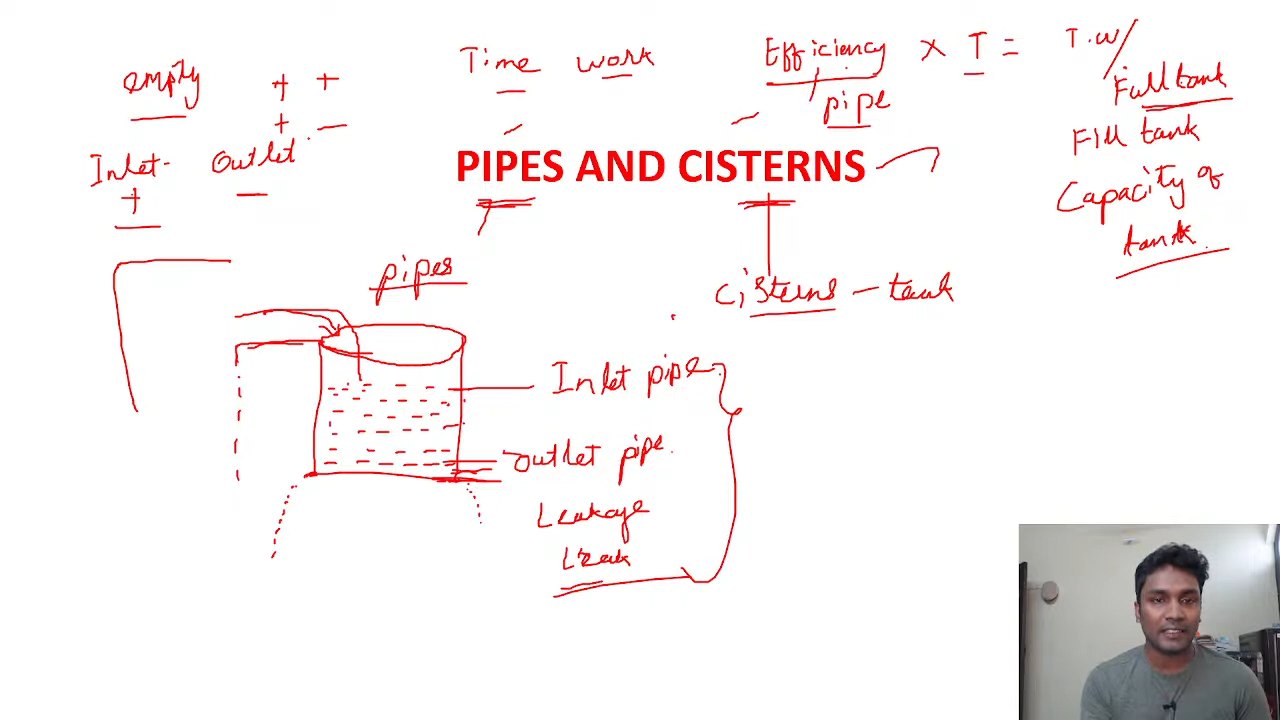 Time work
Efficiency × T = T.W/
Full tank
pipe
Fill tank
Capacity of
tank
empty + +
+ -
Inlet- Outlet
+ -
PIPES AND CISTERNS
pipes
Cisterns - tank
Inlet pipe
outlet pipe
Leakage
Leak